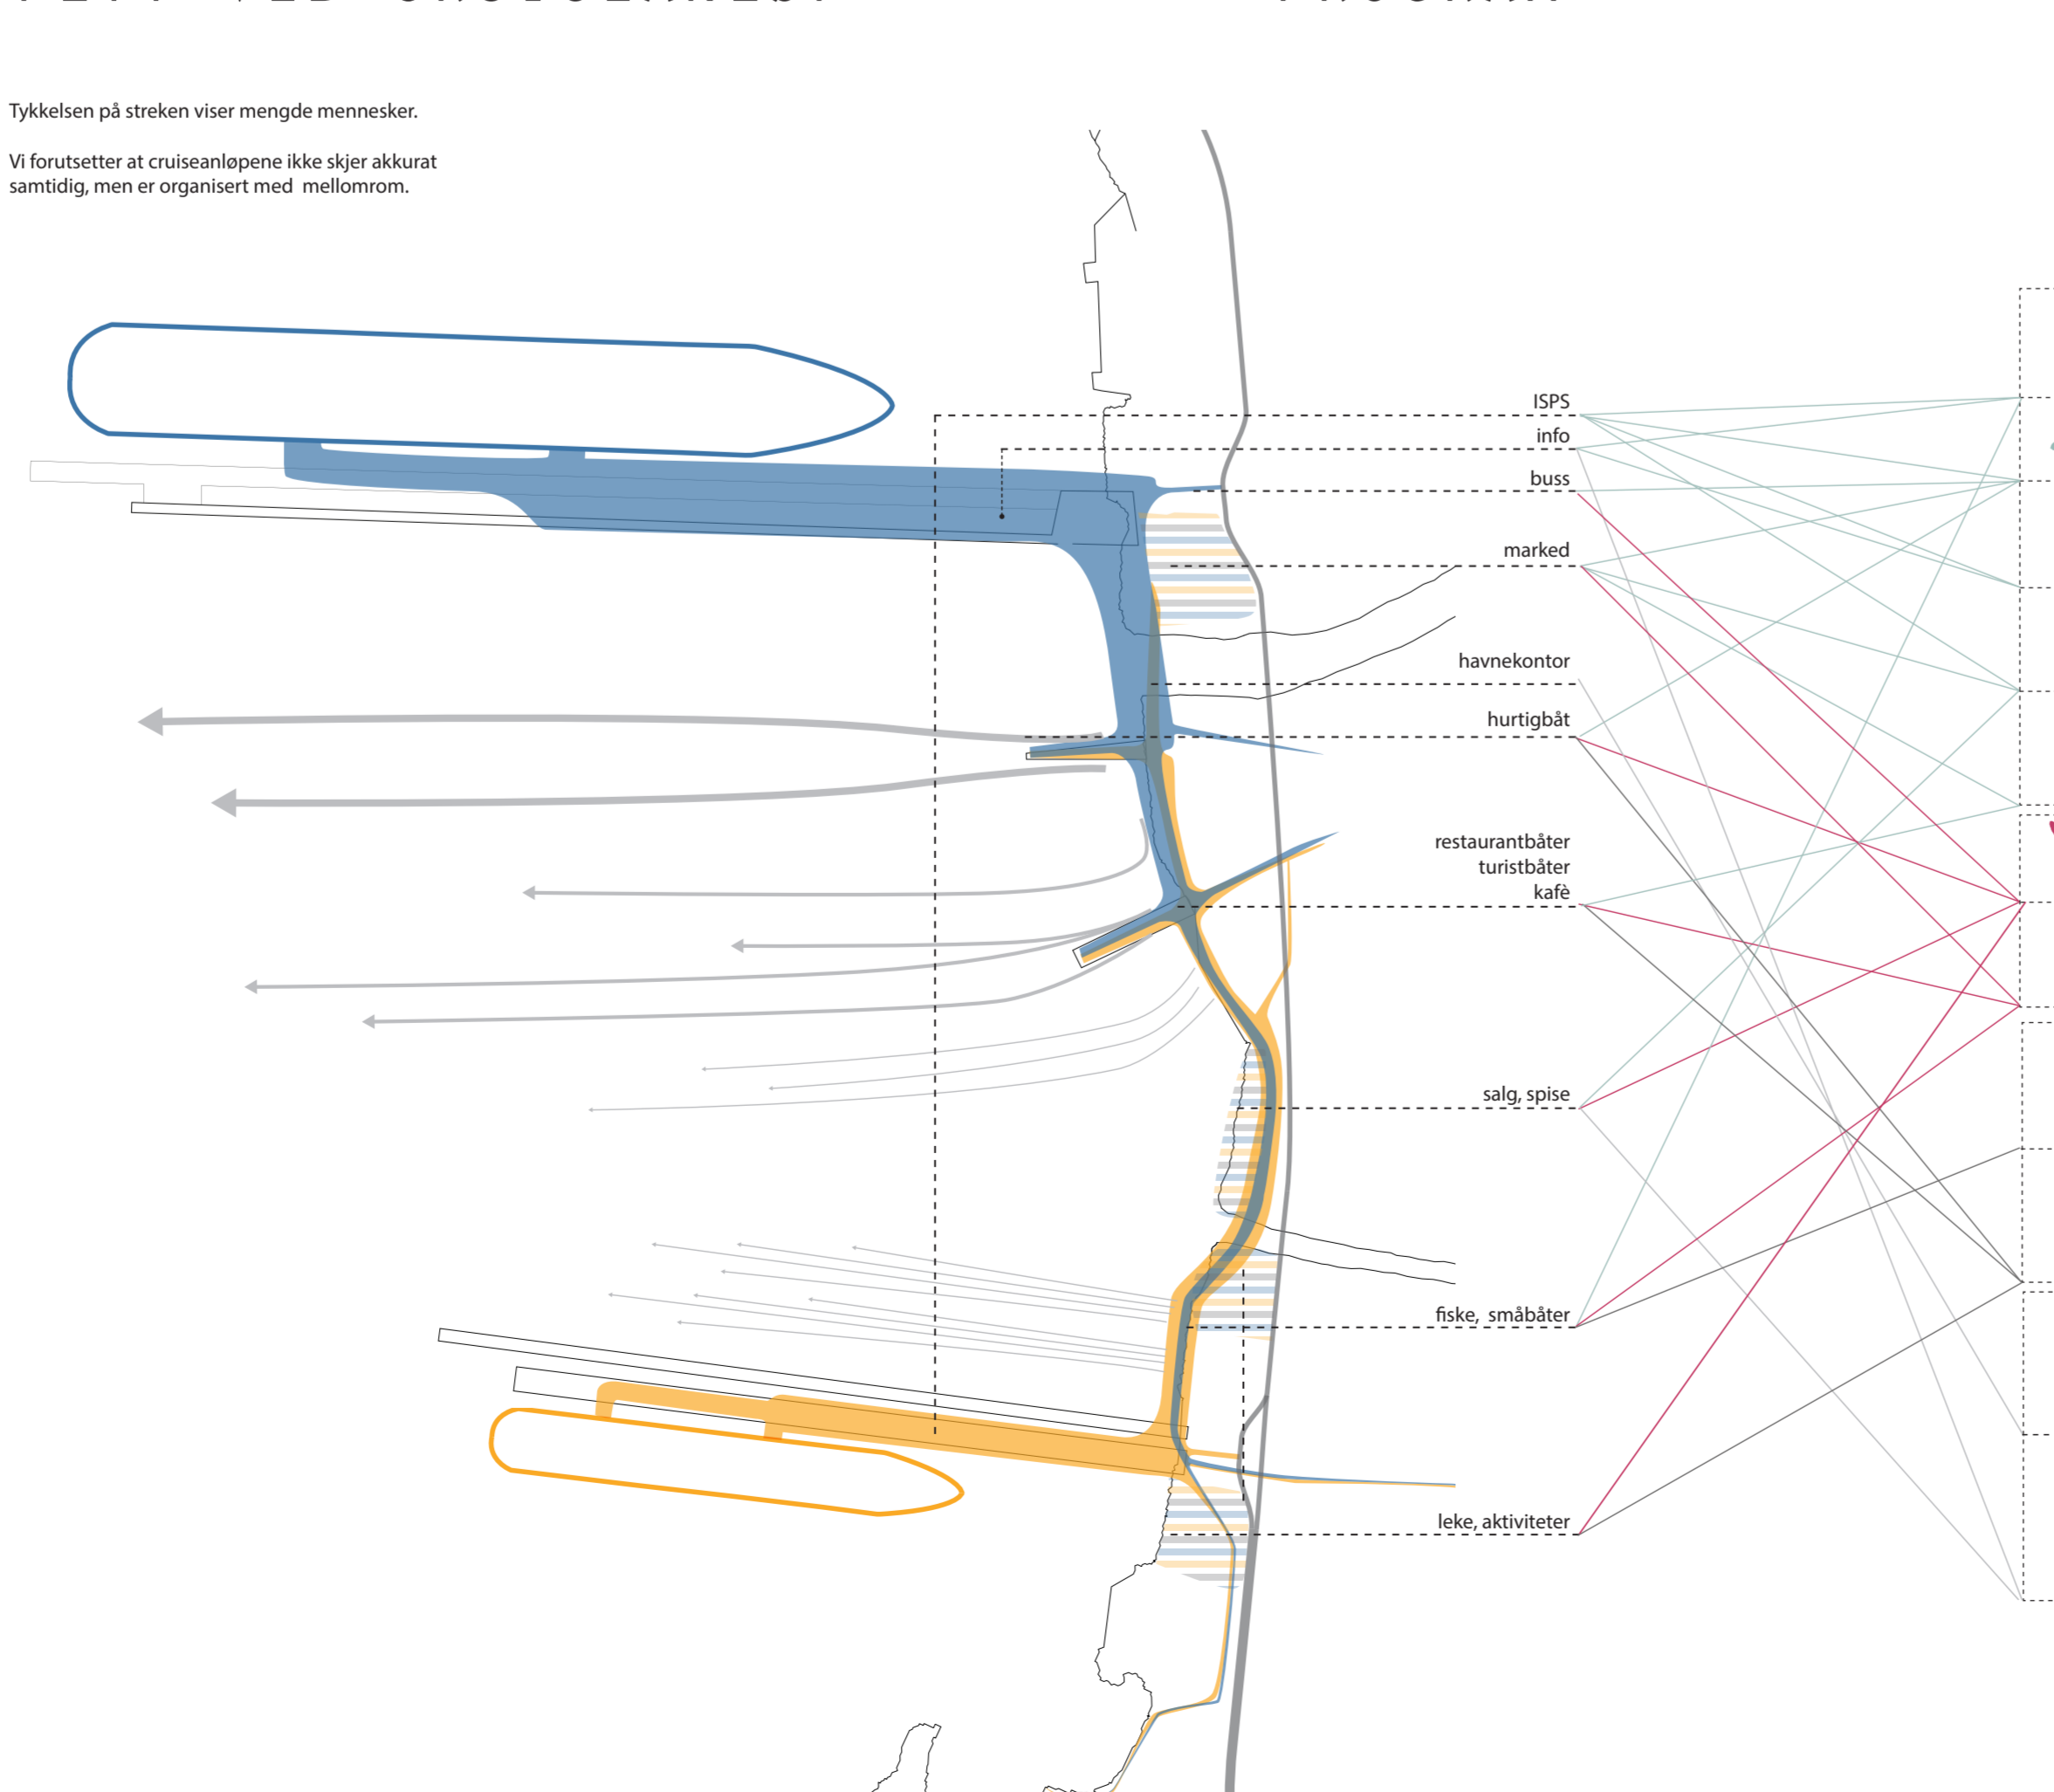 Tykkelsen på streken viser mengde mennesker.
Vi forutsetter at cruiseanløpene ikke skjer akkurat
samtidig, men er organisert med mellomrom.
ISPS
info
buss
marked
havnekontor
hurtigbåt
restaurantbåter
turistbåter
kafè
salg, spise
fiske, småbåter
leke, aktiviteter